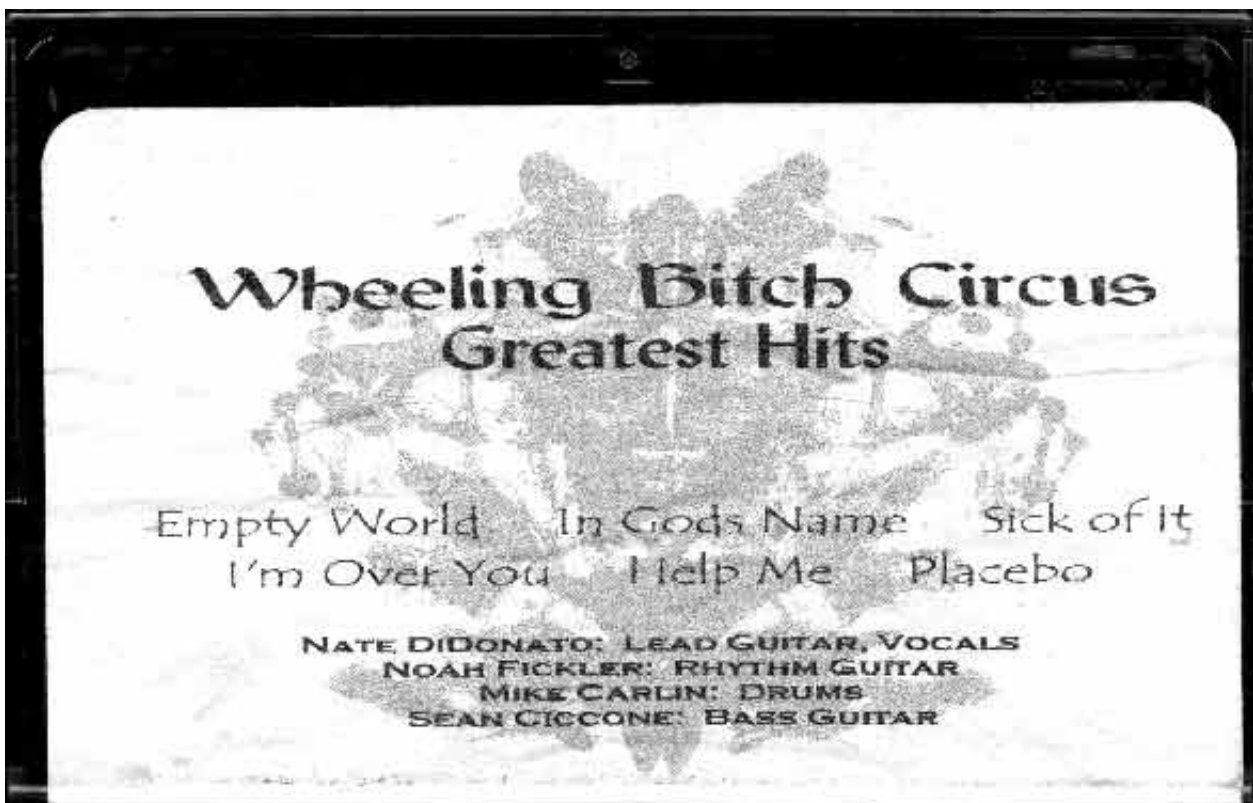 Wheeling Bitch Circus
Greatest Hits
Empty World In Gods Name Sick of It
I'm Over You Help Me Placebo
NATE DIDONATO: LEAD GUITAR, VOCALS
NOAH FICKLER: RHYTHM GUITAR
MIKE CARLIN: DRUMS
SEAN CICCONE: BASS GUITAR